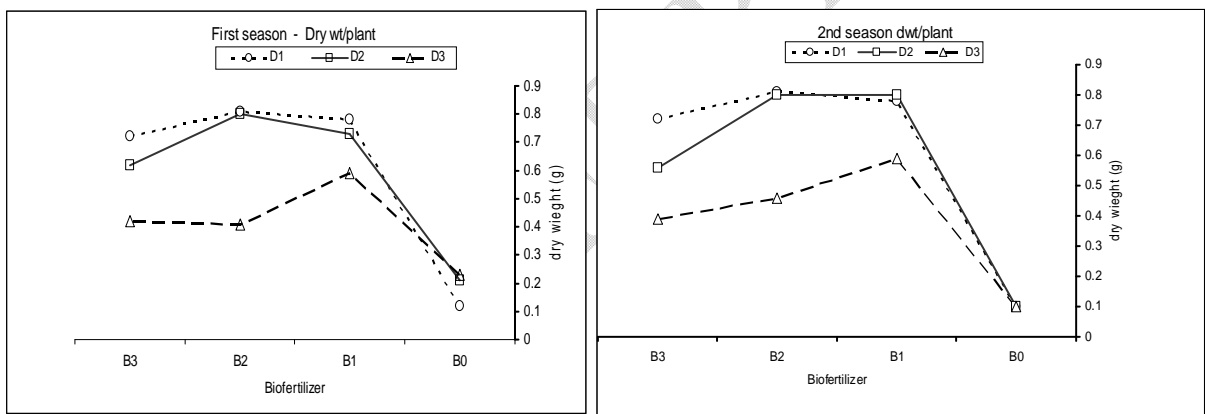 First season - Dry wt/plant
D1 D2 D3
0.9
0.8
0.7
0.6
0.5
0.4
0.3
0.2
0.1
0
dry wieght (g)
B3 B2 B1 B0
Biofertilizer
2nd season dwt/plant
D1 D2 D3
0.9
0.8
0.7
0.6
0.5
0.4
0.3
0.2
0.1
0
dry wieght (g)
B3 B2 B1 B0
Biofertilizer